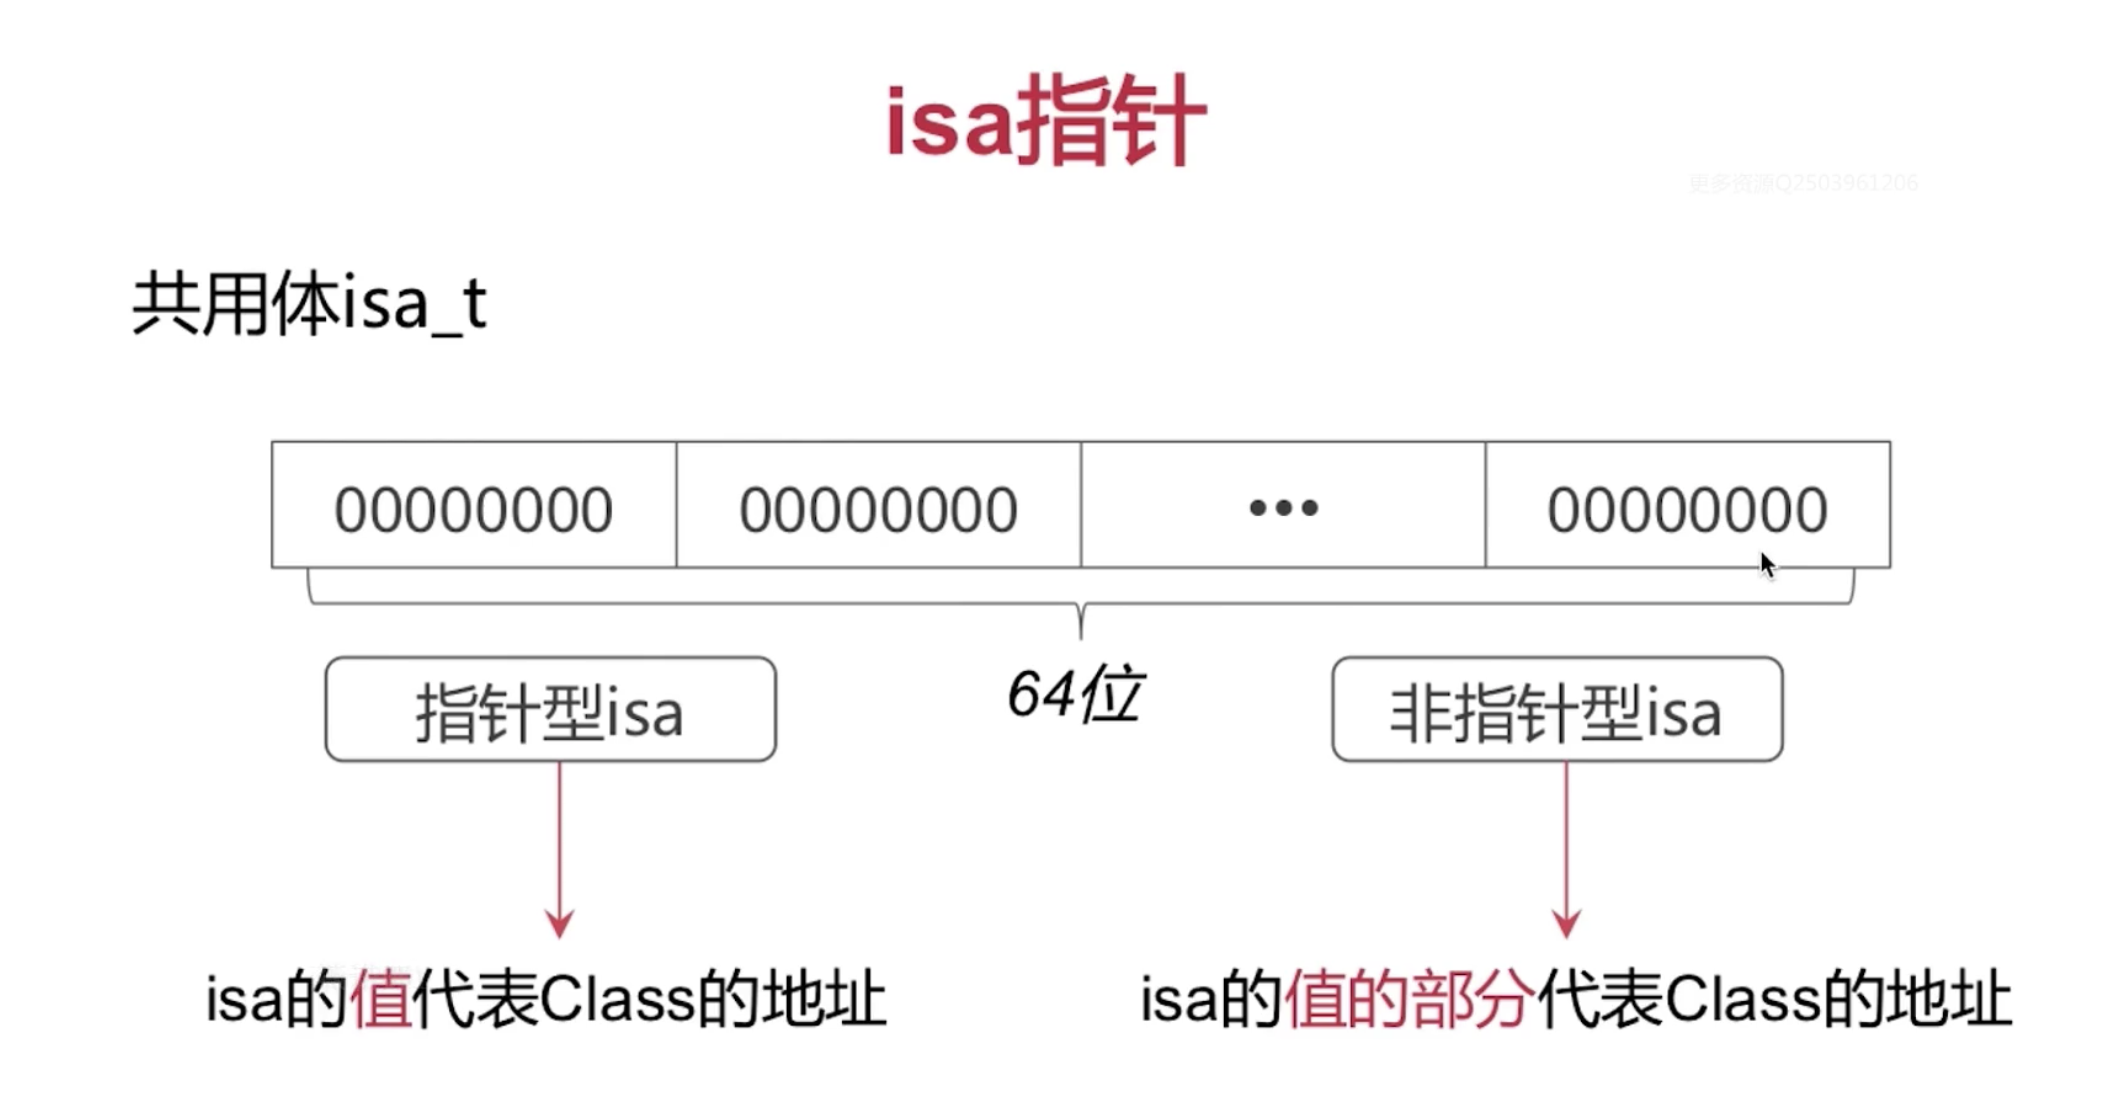 isa指针
更多资源Q2503961206
共用体isa_t
00000000 00000000 ••• 00000000
64位
指针型isa 非指针型isa
isa的值代表Class的地址 isa的值的部分代表Class的地址